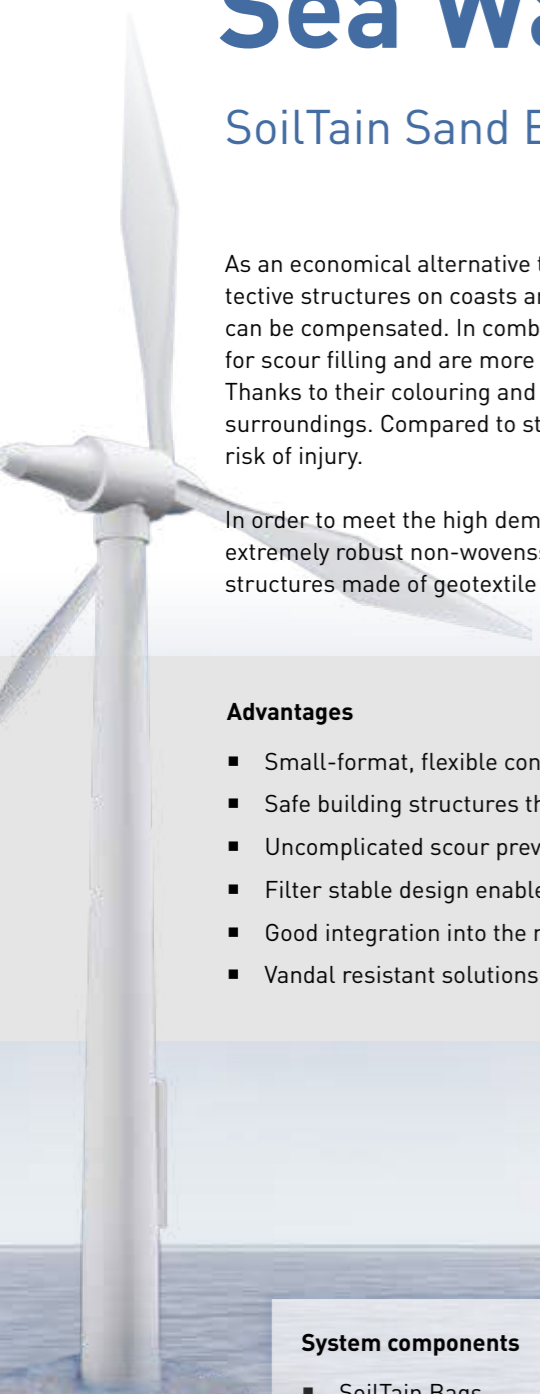 Sea Wa
SoilTain Sand B
As an economical alternative t
tective structures on coasts ar
can be compensated. In comb
for scour filling and are more
Thanks to their colouring and
surroundings. Compared to st
risk of injury.
In order to meet the high dem
extremely robust non-wovens
structures made of geotextile
Advantages
■ Small-format, flexible con
■ Safe building structures th
■ Uncomplicated scour prev
■ Filter stable design enable
■ Good integration into the n
■ Vandal resistant solutions
System components
■ SoilTain Bags